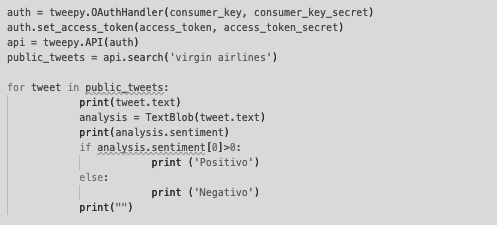 auth = tweepy.OAuthHandler(consumer_key, consumer_key_secret)
auth.set_access_token(access_token, access_token_secret)
api = tweepy.API(auth)
public_tweets = api.search('virgin airlines')

for tweet in public_tweets:
        print(tweet.text)
        analysis = TextBlob(tweet.text)
        print(analysis.sentiment)
        if analysis.sentiment[0]>0:
                print ('Positivo')
        else:
                print ('Negativo')
        print("")